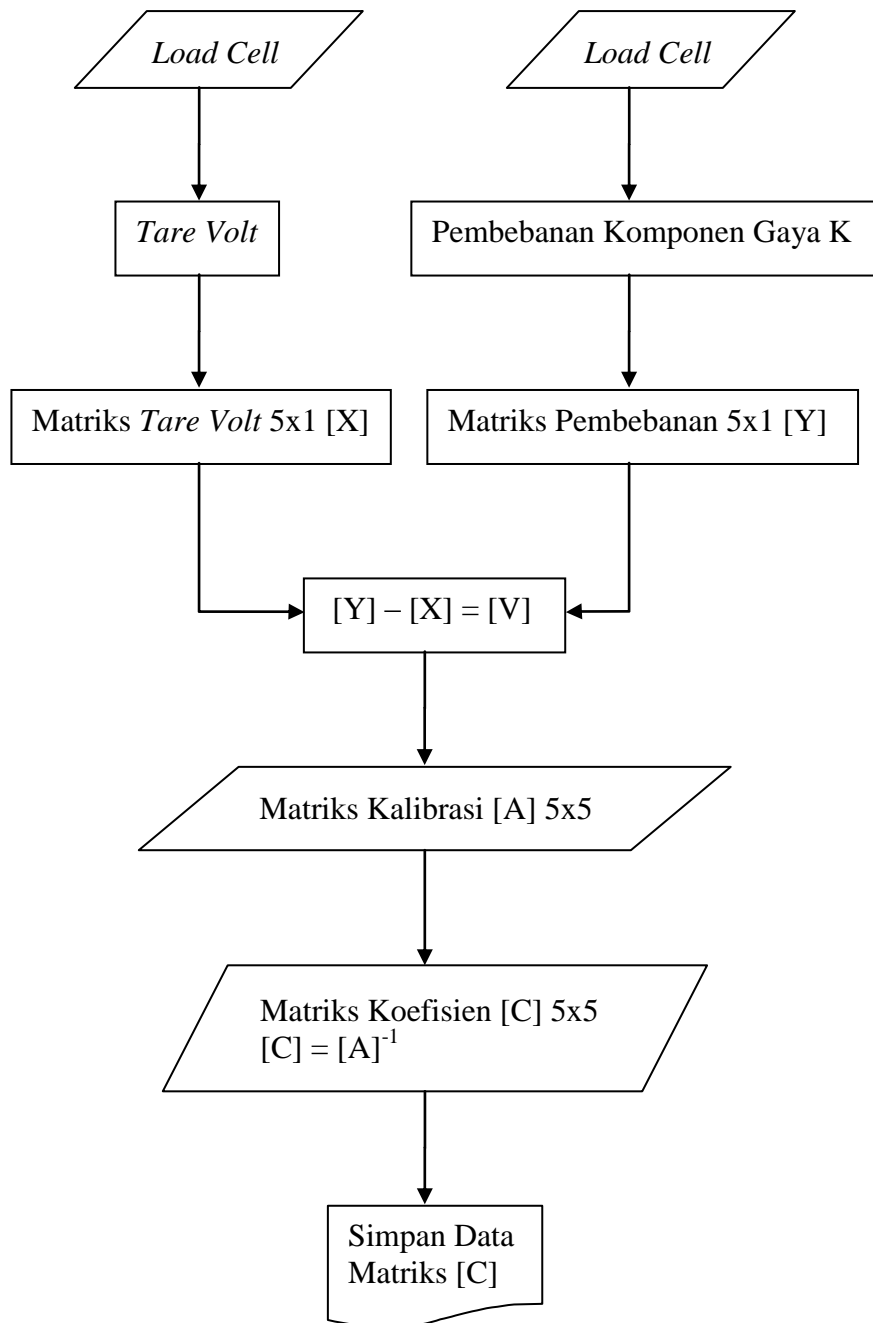 Load Cell
Load Cell
Tare Volt
Pembebanan Komponen Gaya K
Matriks Tare Volt 5x1 [X]
Matriks Pembebanan 5x1 [Y]
[Y] – [X] = [V]
Matriks Kalibrasi [A] 5x5
Matriks Koefisien [C] 5x5
[C] = [A]⁻¹
Simpan Data
Matriks [C]